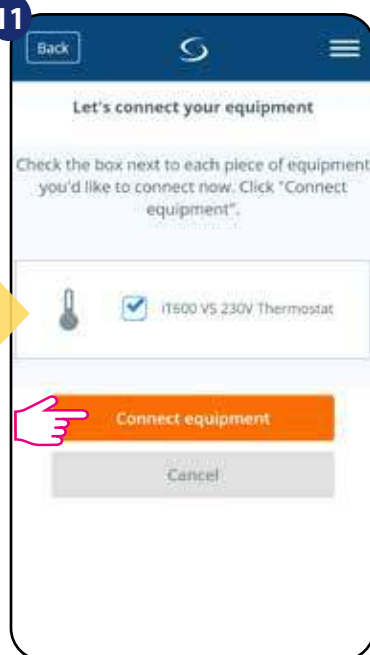 11
Back
Let's connect your equipment
Check the box next to each piece of equipment
you'd like to connect now. Click "Connect
equipment".
iT600 VS 230V Thermostat
Connect equipment
Cancel